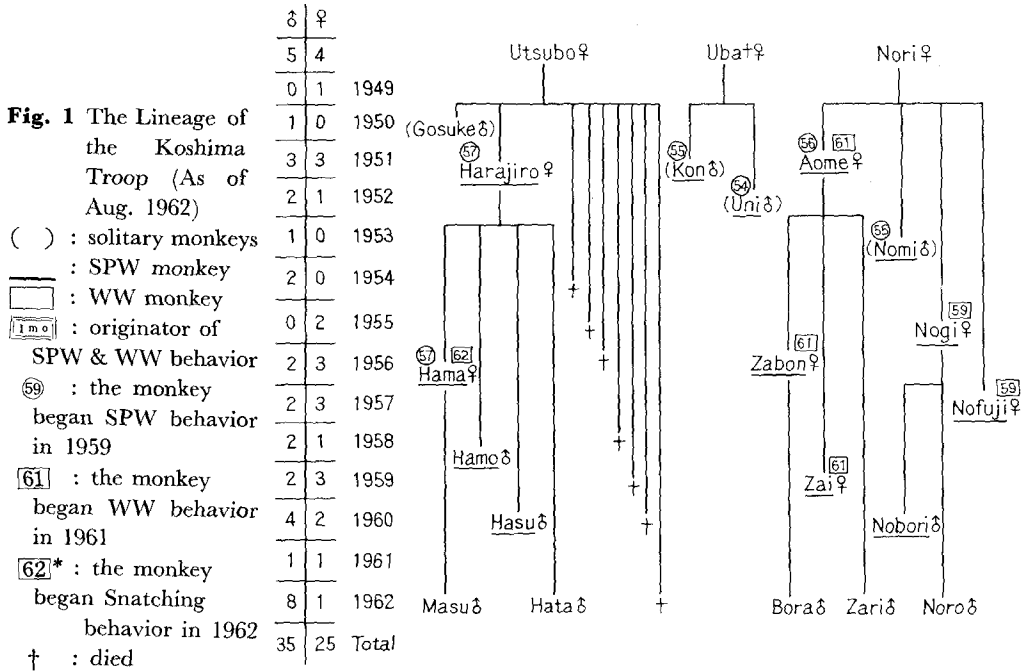 Fig. 1 The Lineage of
the Koshima
Troop (As of
Aug. 1962)
( ) : solitary monkeys
: SPW monkey
: WW monkey
Imo : originator of
SPW & WW behavior
59 : the monkey
began SPW behavior
in 1959
61 : the monkey
began WW behavior
in 1961
62* : the monkey
began Snatching
behavior in 1962
† : died
♂ ♀
5 4
0 1 1949
1 0 1950
3 3 1951
2 1 1952
1 0 1953
2 0 1954
0 2 1955
2 3 1956
2 3 1957
2 1 1958
2 3 1959
4 2 1960
1 1 1961
8 1 1962
35 25 Total
Utsubo♀ Uba†♀ Nori♀
(Gosuke♂)
57
Harajiro♀
55
(Kon♂)
54
(Uni♂)
56 61
Aome♀
55
(Nomi♂)
† † † † † † †
57 62
Hama♀
Hamo♂
Hasu♂
61
Zabon♀
61
Zai♀
59
Nogi♀
59
Nofuji♀
Nobori♂
Masu♂ Hata♂ Bora♂ Zari♂ Noro♂